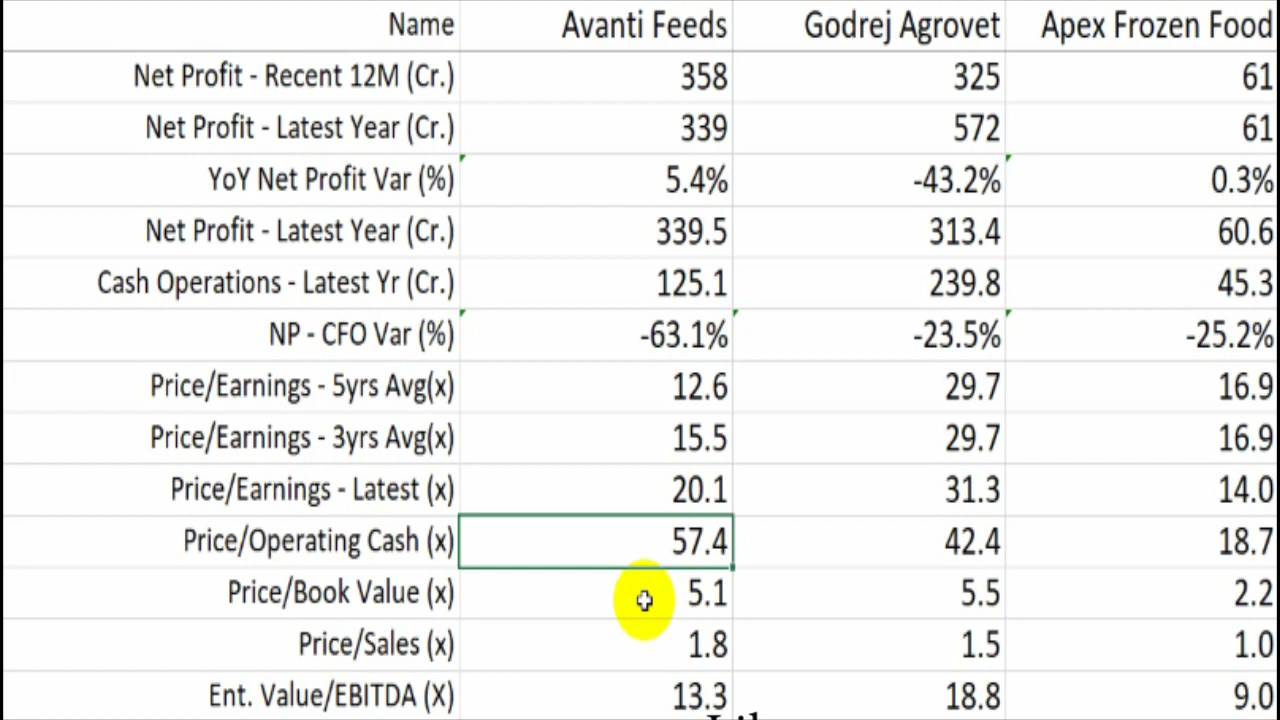 Name Avanti Feeds Godrej Agrovet Apex Frozen Food
Net Profit - Recent 12M (Cr.) 358 325 61
Net Profit - Latest Year (Cr.) 339 572 61
YoY Net Profit Var (%) 5.4% -43.2% 0.3%
Net Profit - Latest Year (Cr.) 339.5 313.4 60.6
Cash Operations - Latest Yr (Cr.) 125.1 239.8 45.3
NP - CFO Var (%) -63.1% -23.5% -25.2%
Price/Earnings - 5yrs Avg(x) 12.6 29.7 16.9
Price/Earnings - 3yrs Avg(x) 15.5 29.7 16.9
Price/Earnings - Latest (x) 20.1 31.3 14.0
Price/Operating Cash (x) 57.4 42.4 18.7
Price/Book Value (x) 5.1 5.5 2.2
Price/Sales (x) 1.8 1.5 1.0
Ent. Value/EBITDA (X) 13.3 18.8 9.0